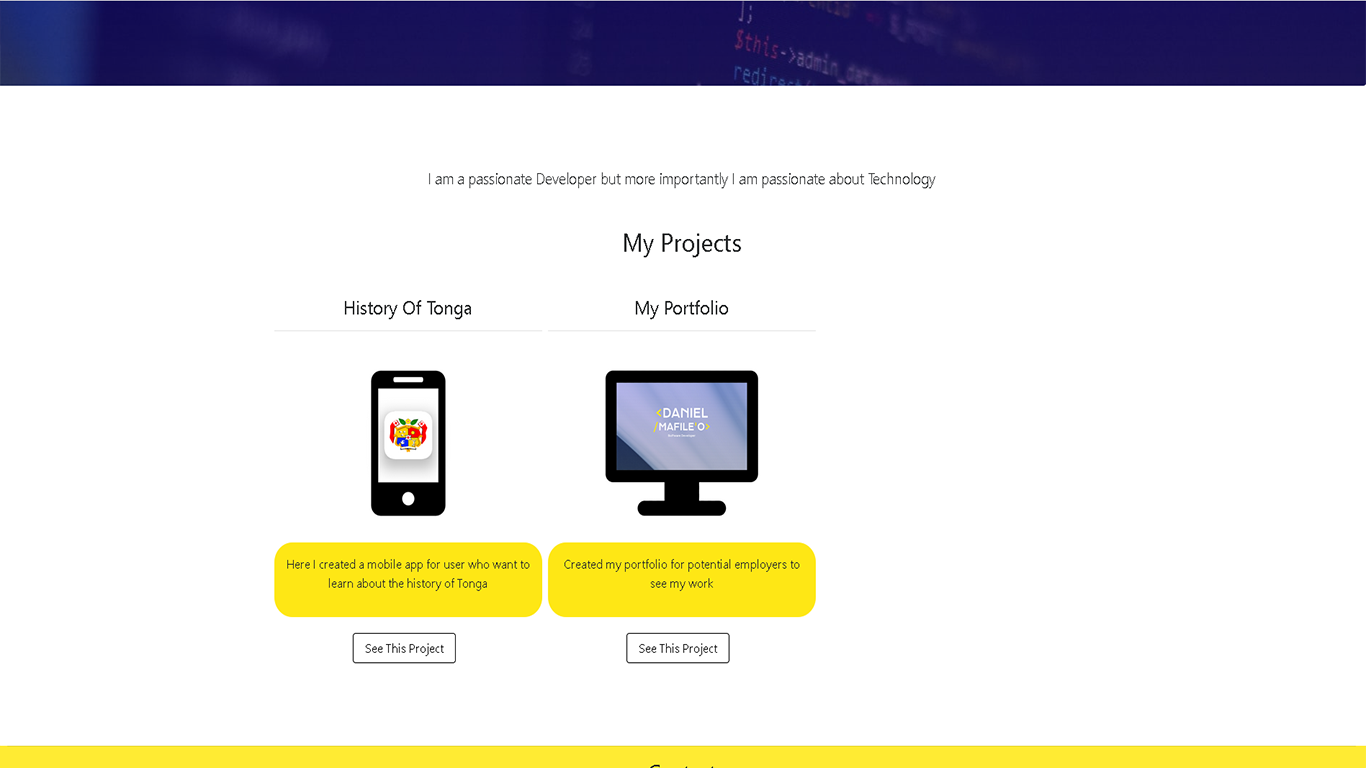 ];
$this->admin_data
redirect(
I am a passionate Developer but more importantly I am passionate about Technology
My Projects
History Of Tonga
My Portfolio
<DANIEL
/MAFILE'O>
Here I created a mobile app for user who want to
learn about the history of Tonga
Created my portfolio for potential employers to
see my work
See This Project
See This Project